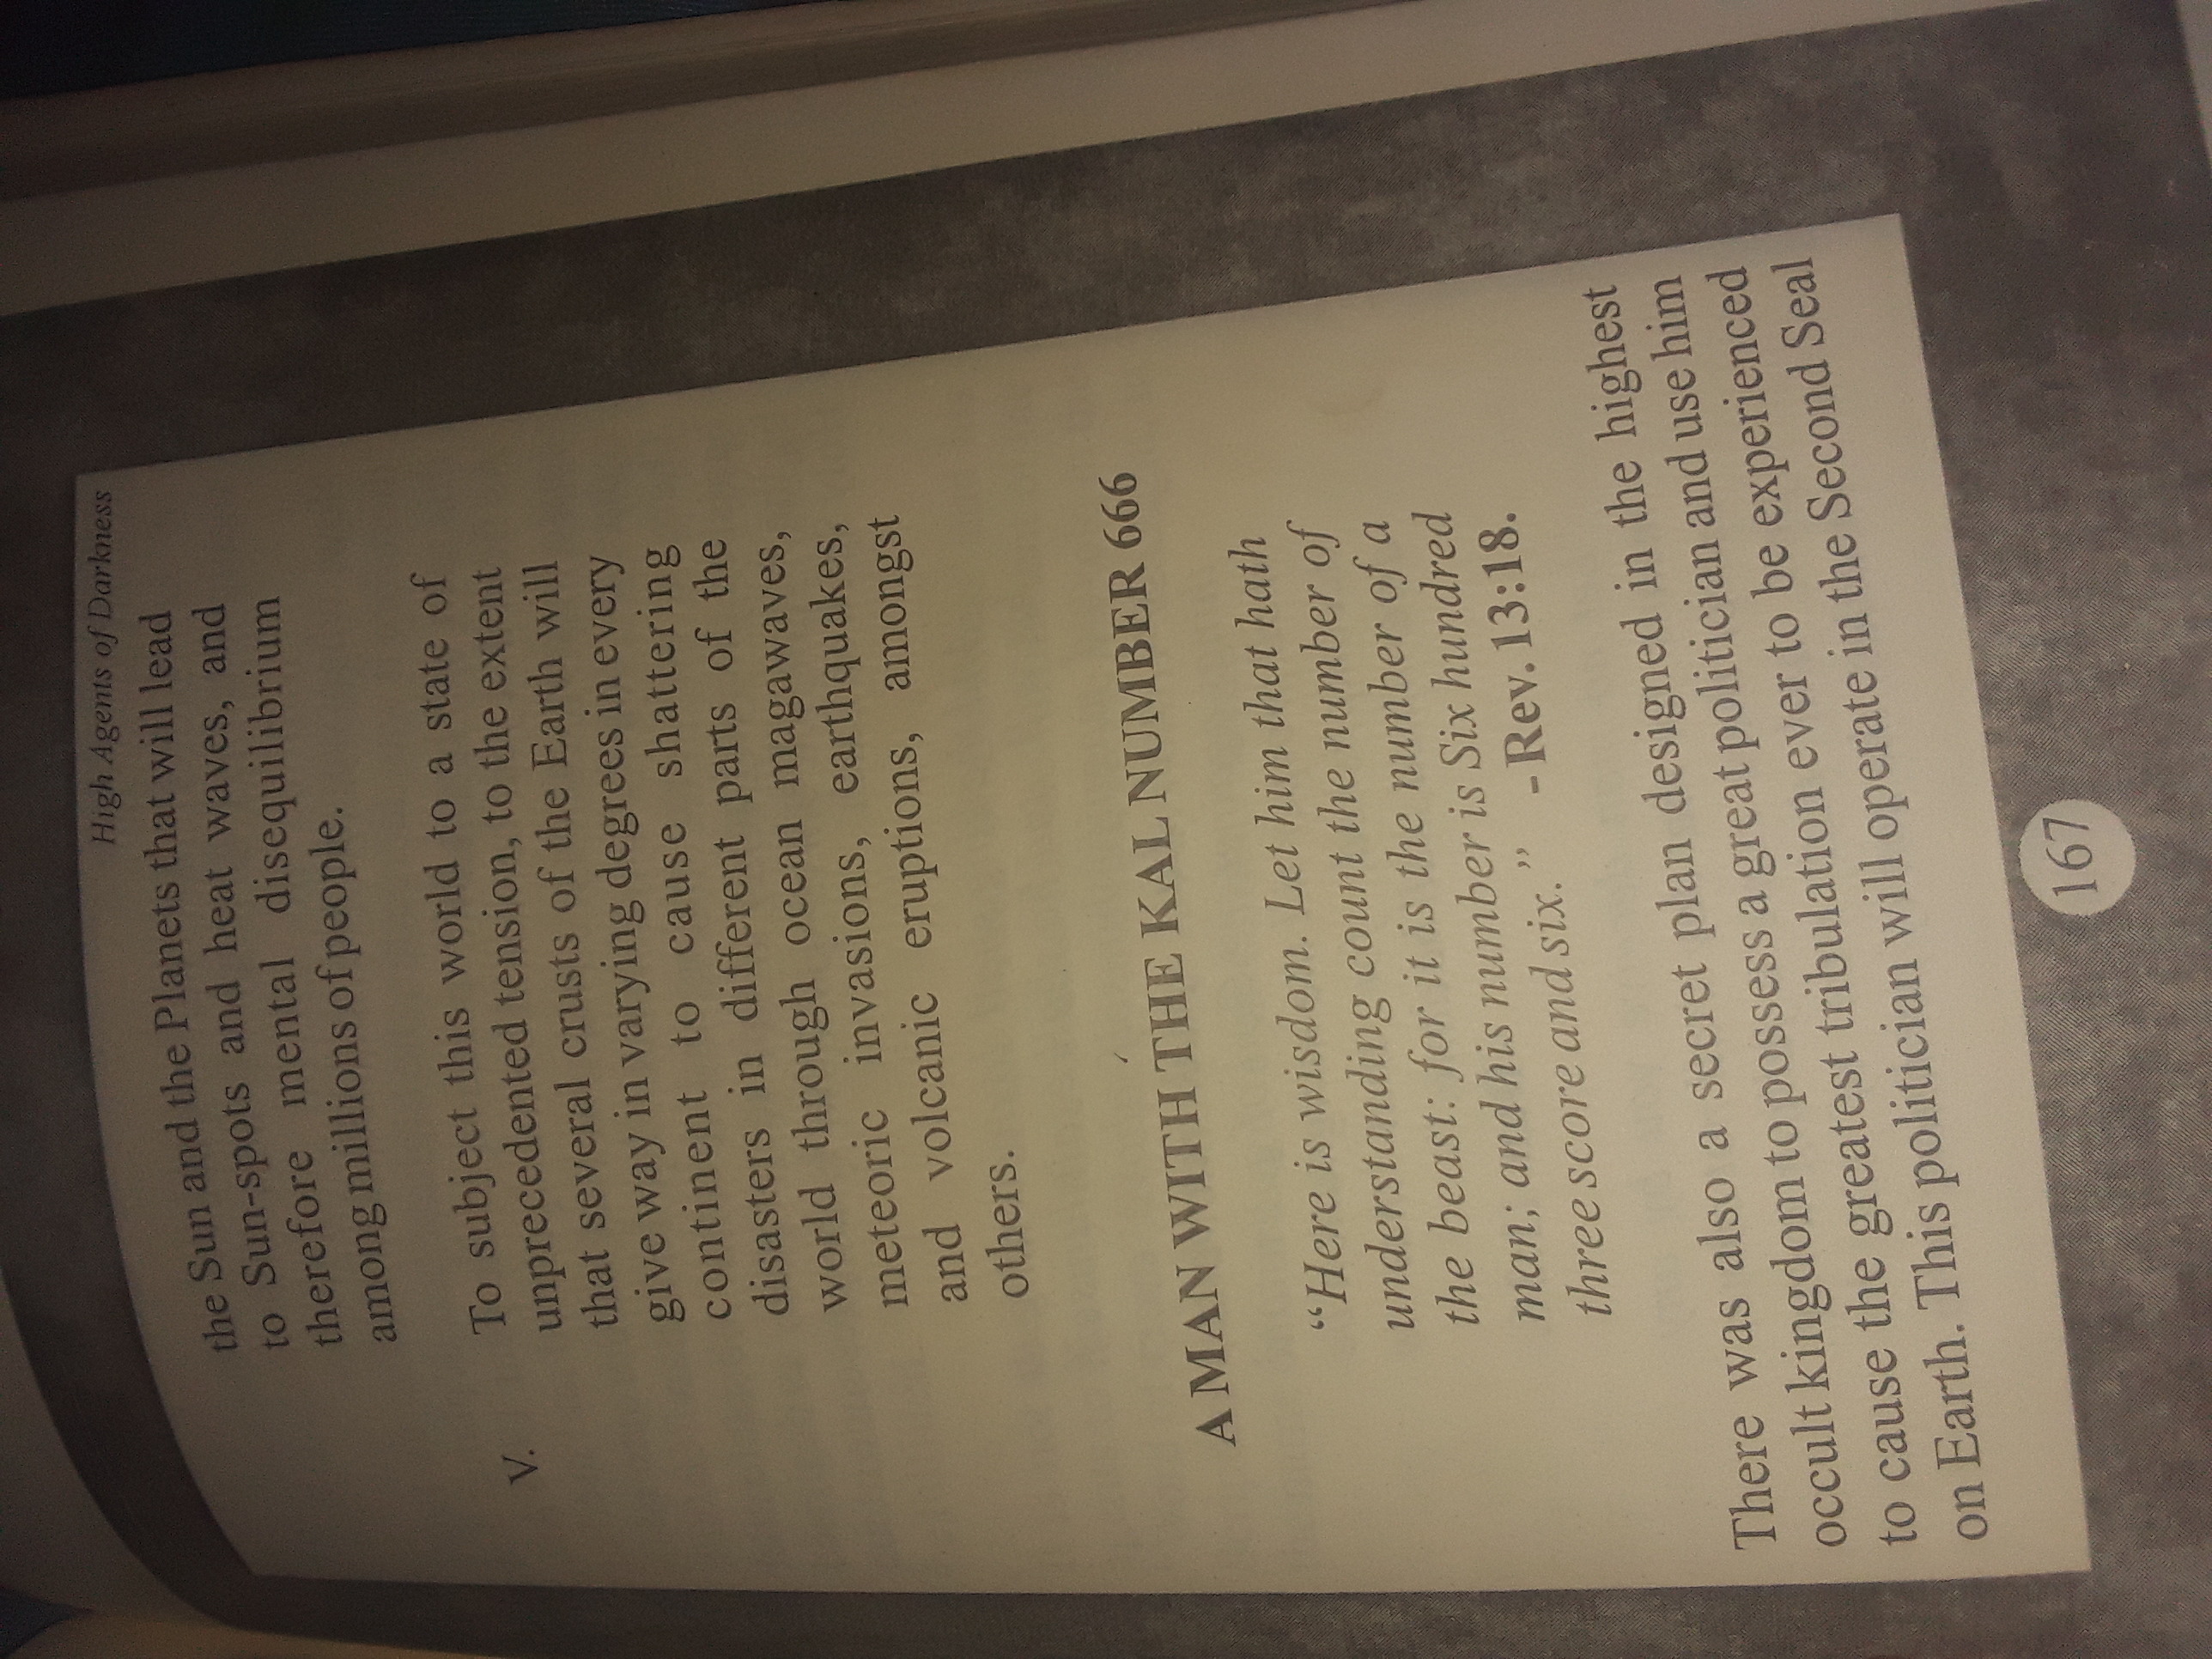 High Agents of Darkness
the Sun and the Planets that will lead
to Sun-spots and heat waves, and
therefore mental disequilibrium
among millions of people.
V. To subject this world to a state of
unprecedented tension, to the extent
that several crusts of the Earth will
give way in varying degrees in every
continent to cause shattering
disasters in different parts of the
world through ocean magawaves,
meteoric invasions, earthquakes,
and volcanic eruptions, amongst
others.
A MAN WITH THE KAL NUMBER 666
“Here is wisdom. Let him that hath
understanding count the number of
the beast: for it is the number of a
man; and his number is Six hundred
three score and six.” - Rev. 13:18.
There was also a secret plan designed in the highest
occult kingdom to possess a great politician and use him
to cause the greatest tribulation ever to be experienced
on Earth. This politician will operate in the Second Seal
167